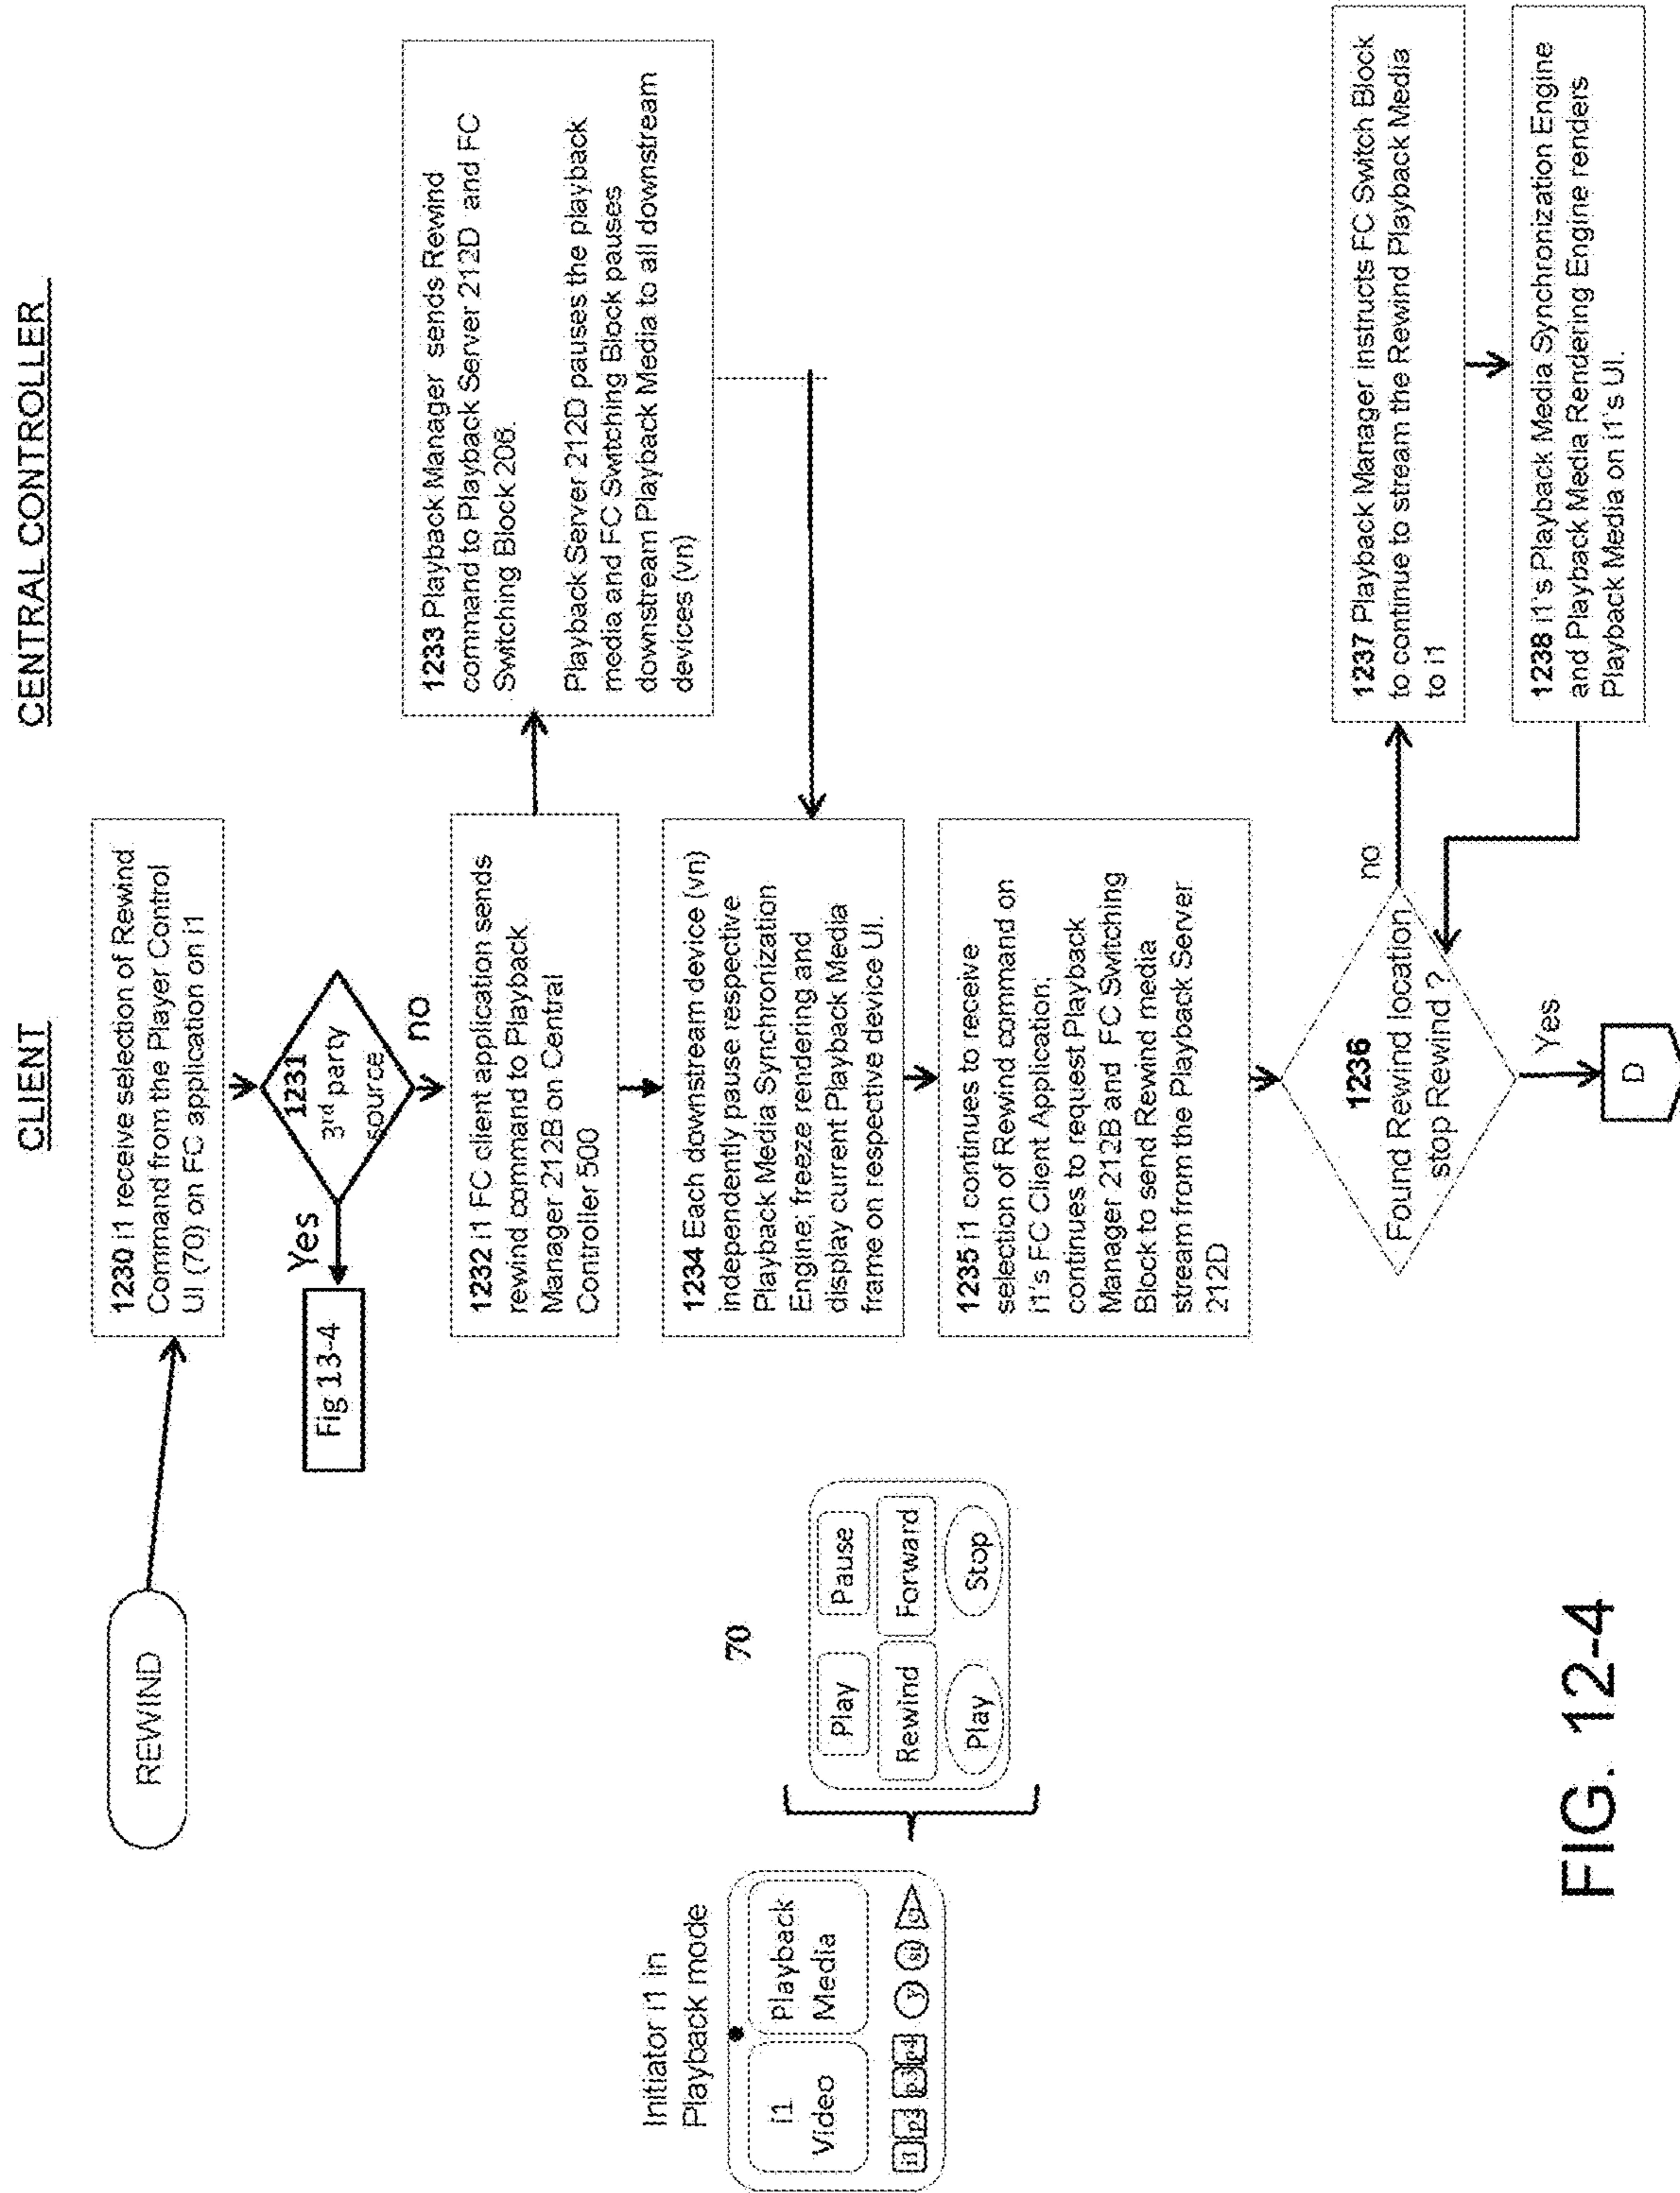 CLIENT
CENTRAL CONTROLLER
REWIND
1230 i1 receive selection of Rewind
Command from the Player Control
UI (70) on FC application on i1
1231
3rd party
source
Yes
no
Fig 13-4
1232 i1 FC client application sends
rewind command to Playback
Manager 212B on Central
Controller 500
1233 Playback Manager sends Rewind
command to Playback Server 212D and FC
Switching Block 206.
Playback Server 212D pauses the playback
media and FC Switching Block pauses
downstream Playback Media to all downstream
devices (vn)
1234 Each downstream device (vn)
independently pause respective
Playback Media Synchronization
Engine; freeze rendering and
display current Playback Media
frame on respective device UI.
1235 i1 continues to receive
selection of Rewind command on
i1's FC Client Application;
continues to request Playback
Manager 212B and FC Switching
Block to send Rewind media
stream from the Playback Server
212D
1236
Found Rewind location
stop Rewind ?
no
Yes
D
1237 Playback Manager instructs FC Switch Block
to continue to stream the Rewind Playback Media
to i1
1238 i1's Playback Media Synchronization Engine
and Playback Media Rendering Engine renders
Playback Media on i1's UI.
Initiator i1 in
Playback mode
i1
Video
Playback
Media
i1 p2 p3 p4 y
70
Play Pause
Rewind Forward
Play Stop
FIG. 12-4